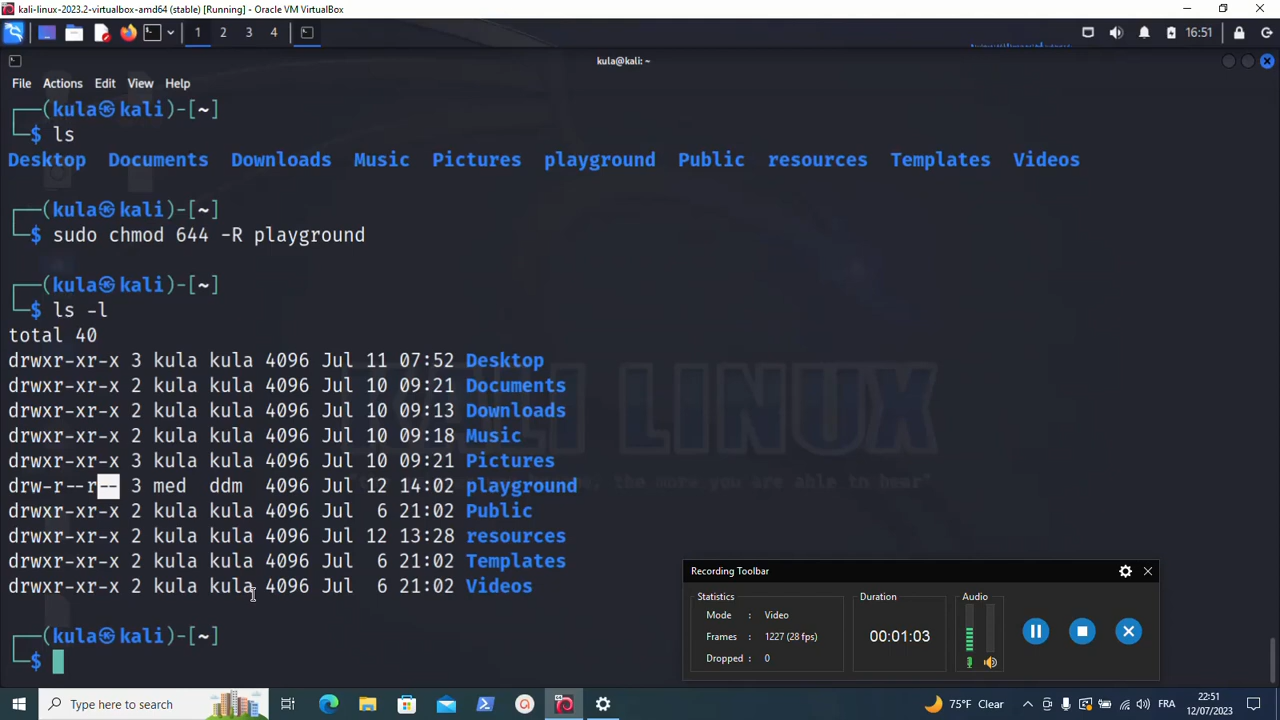 kali-linux-2023.2-virtualbox-amd64 (stable) [Running] - Oracle VM VirtualBox
1 2 3 4 16:51
kula@kali: ~
File Actions Edit View Help
┌──(kula㉿kali)-[~]
└─$ ls
Desktop Documents Downloads Music Pictures playground Public resources Templates Videos
┌──(kula㉿kali)-[~]
└─$ sudo chmod 644 -R playground
┌──(kula㉿kali)-[~]
└─$ ls -l
total 40
drwxr-xr-x 3 kula kula 4096 Jul 11 07:52 Desktop
drwxr-xr-x 2 kula kula 4096 Jul 10 09:21 Documents
drwxr-xr-x 2 kula kula 4096 Jul 10 09:13 Downloads
drwxr-xr-x 2 kula kula 4096 Jul 10 09:18 Music
drwxr-xr-x 3 kula kula 4096 Jul 10 09:21 Pictures
drw-r--r-- 3 med ddm 4096 Jul 12 14:02 playground
drwxr-xr-x 2 kula kula 4096 Jul 6 21:02 Public
drwxr-xr-x 2 kula kula 4096 Jul 12 13:28 resources
drwxr-xr-x 2 kula kula 4096 Jul 6 21:02 Templates
drwxr-xr-x 2 kula kula 4096 Jul 6 21:02 Videos
┌──(kula㉿kali)-[~]
└─$
KALI LINUX
the more you are able to hear"
Recording Toolbar
Statistics Duration Audio
Mode : Video
Frames : 1227 (28 fps)
Dropped : 0
00:01:03
Type here to search
75°F Clear
FRA
22:51
12/07/2023